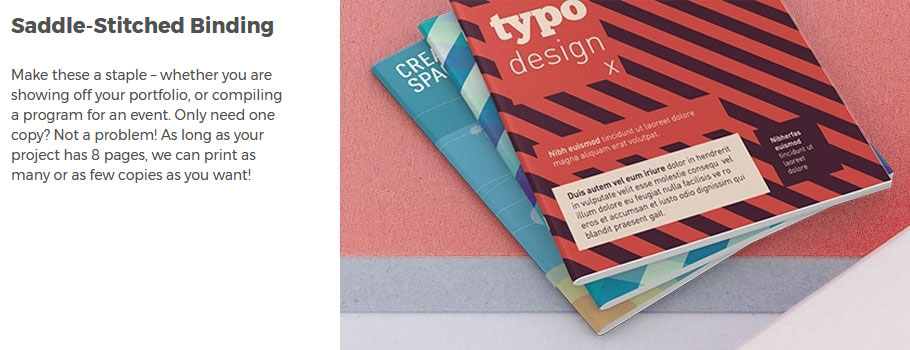 Saddle-Stitched Binding
Make these a staple – whether you are
showing off your portfolio, or compiling
a program for an event. Only need one
copy? Not a problem! As long as your
project has 8 pages, we can print as
many or as few copies as you want!
CRE
SPA
typo
design
x
Nibh euismod tincidunt ut laoreet dolore
magna aliquam erat volutpat.
Nibherfas
euismod
tincidunt ut
laoreet
dolore
Duis autem vel eum iriure dolor in hendrerit
in vulputate velit esse molestie consequ vel
illum dolore eu feugiat nulla facilisis ve ro
eros et accumsan et iusto odio dignissim qui
blandit praesent gait.